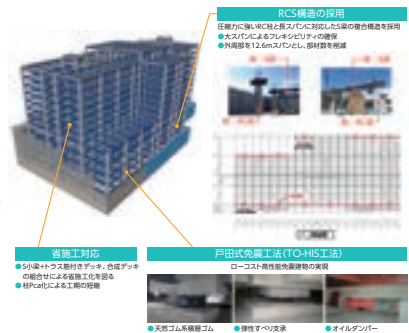 RCS構造の採用
圧縮力に強いRC柱と長スパンに対応したS梁の複合構造を採用
●大スパンによるフレキシビリティの確保
●外周部を12.6mスパンとし、部材数を削減
省施工対応
●S小梁+トラス筋付きデッキ、合成デッキ
の組合せによる省施工化を図る
●柱Pca化による工期の短縮
戸田式免震工法(TO-HIS工法)
ローコスト高性能免震建物の実現
●天然ゴム系積層ゴム
●弾性すべり支承
●オイルダンパー